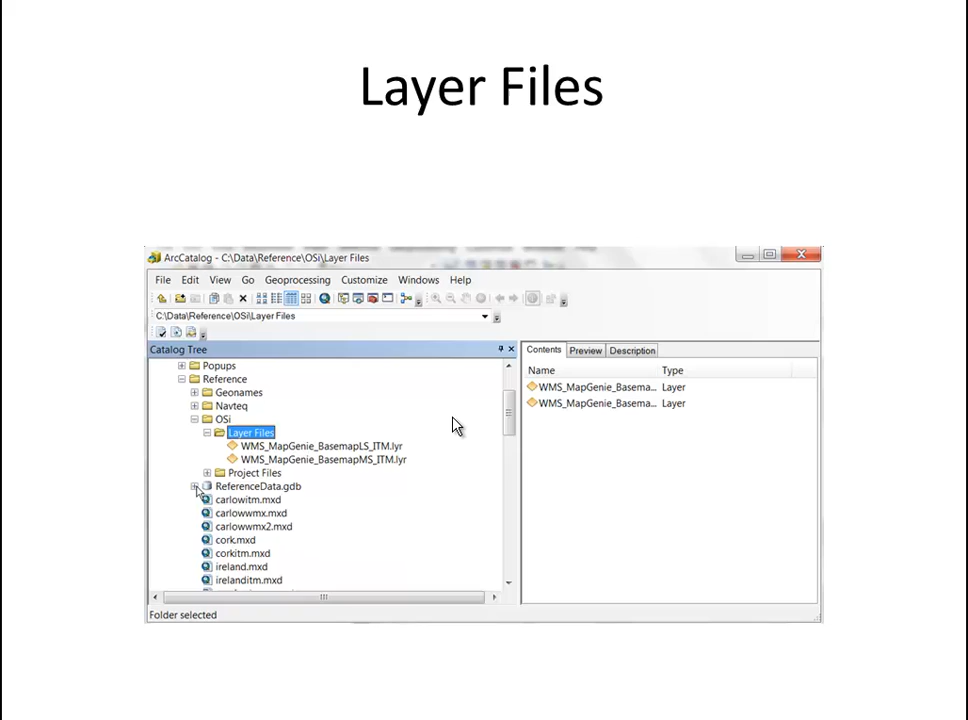 Layer Files
ArcCatalog - C:\Data\Reference\OSi\Layer Files
File Edit View Go Geoprocessing Customize Windows Help
C:\Data\Reference\OSi\Layer Files
Catalog Tree
Popups
Reference
Geonames
Navteq
OSi
Layer Files
WMS_MapGenie_BasemapLS_ITM.lyr
WMS_MapGenie_BasemapMS_ITM.lyr
Project Files
ReferenceData.gdb
carlowitm.mxd
carlowwmx.mxd
carlowwmx2.mxd
cork.mxd
corkitm.mxd
ireland.mxd
irelanditm.mxd
Contents Preview Description
Name Type
WMS_MapGenie_Basema... Layer
WMS_MapGenie_Basema... Layer
Folder selected